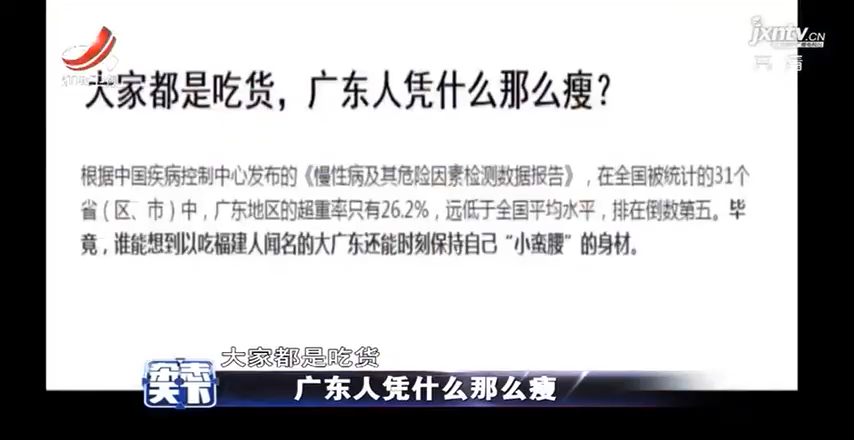 jxntv.CN
大家都是吃货，广东人凭什么那么瘦？
根据中国疾病控制中心发布的《慢性病及其危险因素检测数据报告》，在全国被统计的31个
省（区、市）中，广东地区的超重率只有26.2%，远低于全国平均水平，排在倒数第五。毕
竟，谁能想到以吃福建人闻名的大广东还能时刻保持自己“小蛮腰”的身材。
大家都是吃货
广东人凭什么那么瘦